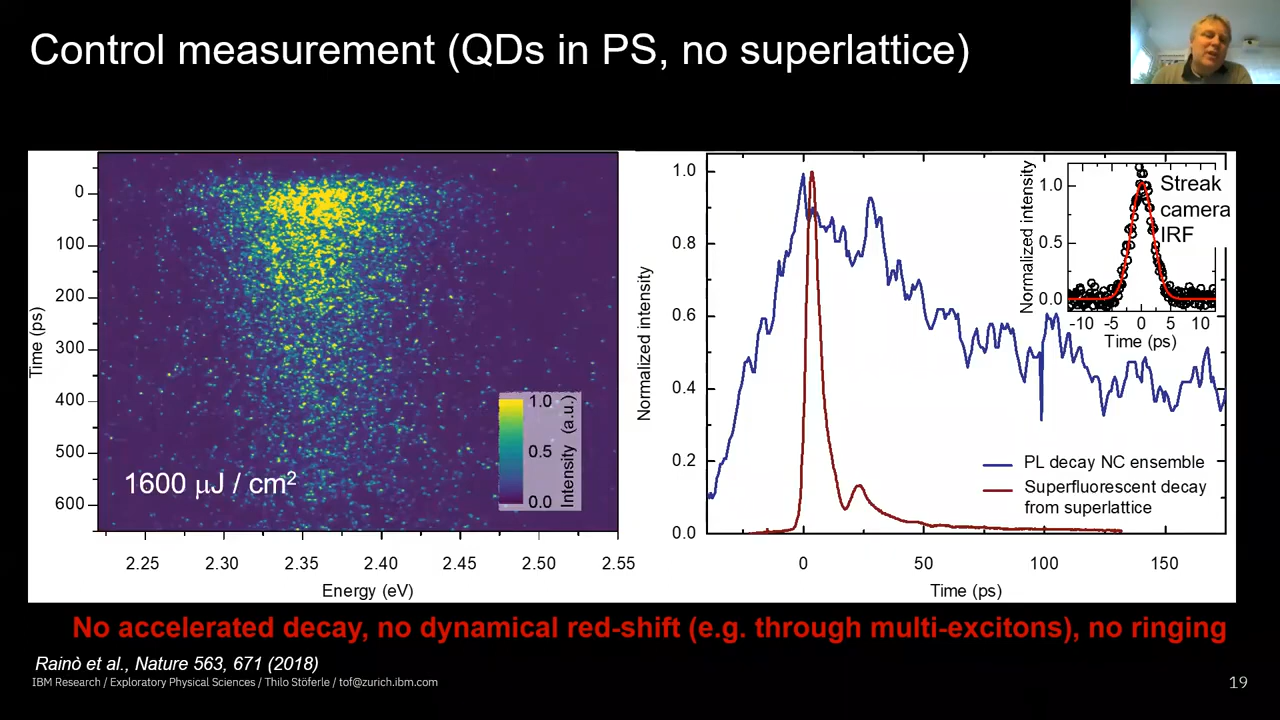 Control measurement (QDs in PS, no superlattice)
0
100
200
300
400
500
600
Time (ps)
2.25
2.30
2.35
2.40
2.45
2.50
2.55
Energy (eV)
1600 μJ / cm²
1.0
0.5
0.0
Intensity (a.u.)
1.0
0.8
0.6
0.4
0.2
0.0
Normalized intensity
0
50
100
150
Time (ps)
Normalized intensity
1.0
0.5
0.0
-10
-5
0
5
10
Time (ps)
Streak
camera
IRF
PL decay NC ensemble
Superfluorescent decay
from superlattice
No accelerated decay, no dynamical red-shift (e.g. through multi-excitons), no ringing
Rainò et al., Nature 563, 671 (2018)
IBM Research / Exploratory Physical Sciences / Thilo Stöferle / tof@zurich.ibm.com
19